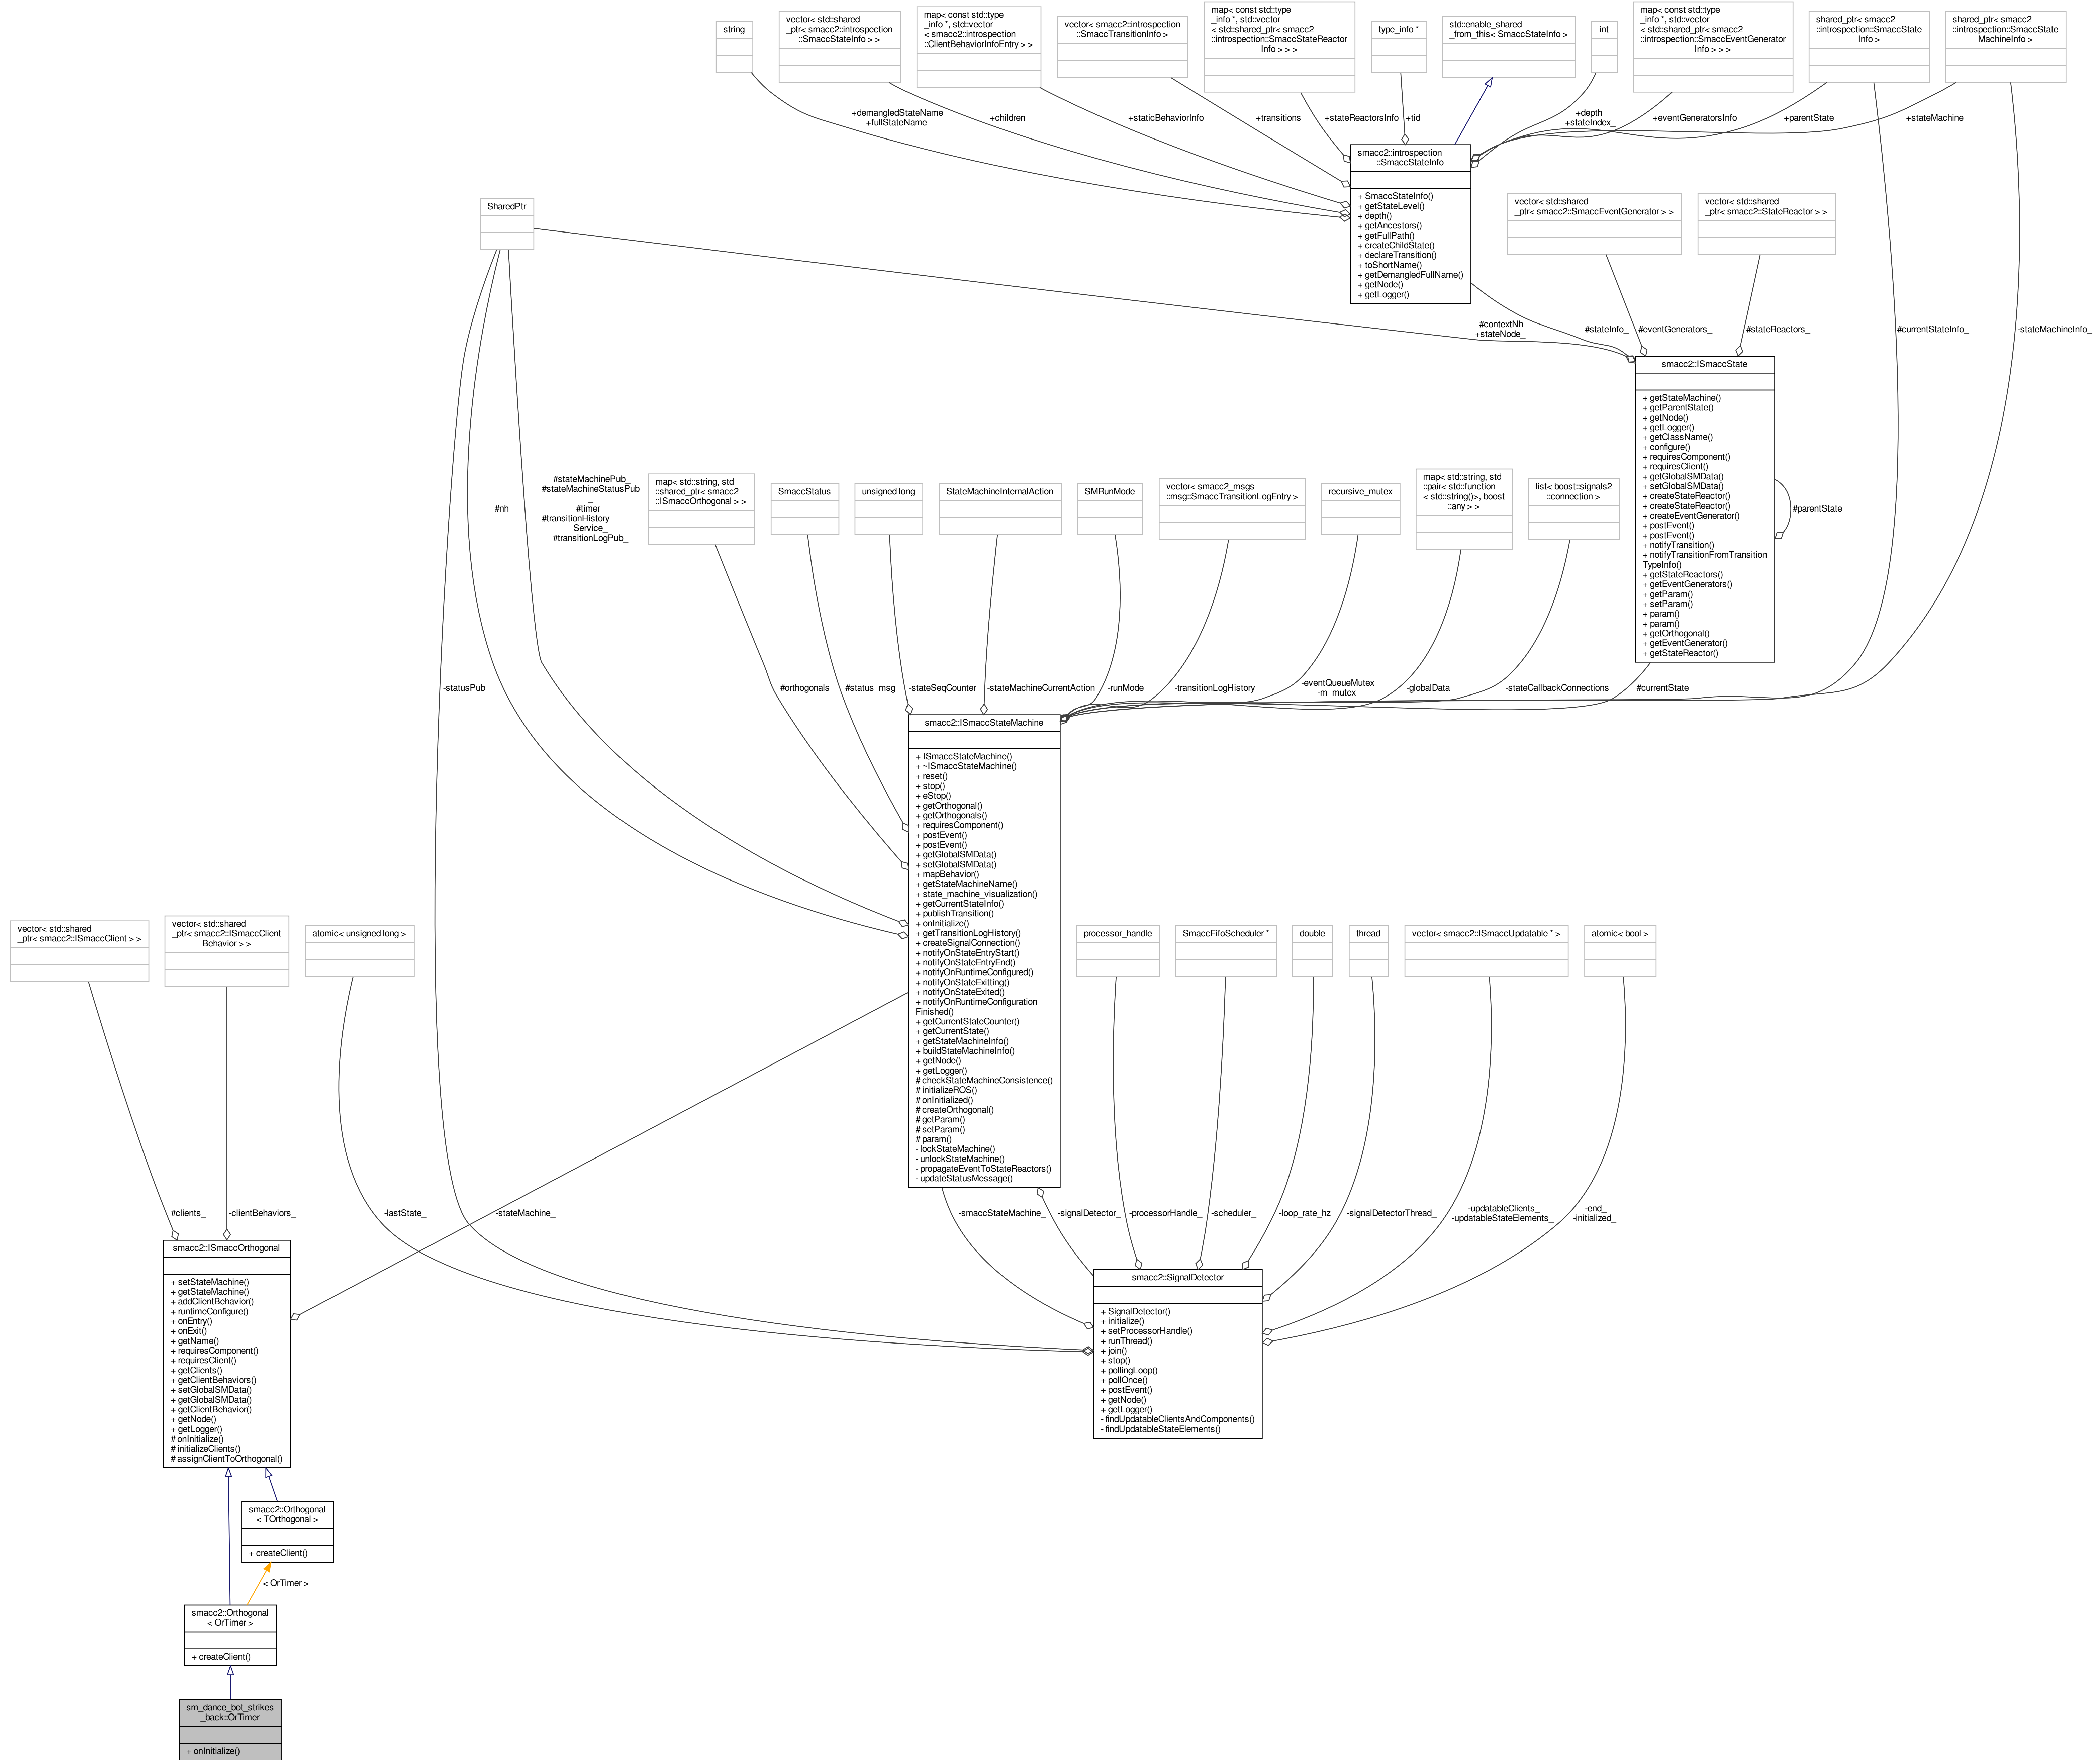 string
vector< std::shared
_ptr< smacc2::introspection
::SmaccStateInfo > >
map< const std::type
_info *, std::vector
< smacc2::introspection
::ClientBehaviorInfoEntry > >
vector< smacc2::introspection
::SmaccTransitionInfo >
map< const std::type
_info *, std::vector
< std::shared_ptr< smacc2
::introspection::SmaccStateReactor
Info > > >
type_info *
std::enable_shared
_from_this< SmaccStateInfo >
int
map< const std::type
_info *, std::vector
< std::shared_ptr< smacc2
::introspection::SmaccEventGenerator
Info > > >
shared_ptr< smacc2
::introspection::SmaccState
Info >
shared_ptr< smacc2
::introspection::SmaccState
MachineInfo >
+demangledStateName
+fullStateName
+children_
+staticBehaviorInfo
+transitions_
+stateReactorsInfo
+tid_
+depth_
+stateIndex_
+eventGeneratorsInfo
+parentState_
+stateMachine_
smacc2::introspection
::SmaccStateInfo
+ SmaccStateInfo()
+ getStateLevel()
+ depth()
+ getAncestors()
+ getFullPath()
+ createChildState()
+ declareTransition()
+ toShortName()
+ getDemangledFullName()
+ getNode()
+ getLogger()
SharedPtr
vector< std::shared
_ptr< smacc2::SmaccEventGenerator > >
vector< std::shared
_ptr< smacc2::StateReactor > >
#contextNh
+stateNode_
#stateInfo_
#eventGenerators_
#stateReactors_
#currentStateInfo_
-stateMachineInfo_
smacc2::ISmaccState
+ getStateMachine()
+ getParentState()
+ getNode()
+ getLogger()
+ getClassName()
+ configure()
+ requiresComponent()
+ requiresClient()
+ getGlobalSMData()
+ setGlobalSMData()
+ createStateReactor()
+ createStateReactor()
+ createEventGenerator()
+ postEvent()
+ postEvent()
+ notifyTransition()
+ notifyTransitionFromTransition
TypeInfo()
+ getStateReactors()
+ getEventGenerators()
+ getParam()
+ setParam()
+ param()
+ param()
+ getOrthogonal()
+ getEventGenerator()
+ getStateReactor()
#parentState_
#nh_
#stateMachinePub_
#stateMachineStatusPub
_
#timer_
#transitionHistory
Service_
#transitionLogPub_
map< std::string, std
::shared_ptr< smacc2
::ISmaccOrthogonal > >
SmaccStatus
unsigned long
StateMachineInternalAction
SMRunMode
vector< smacc2_msgs
::msg::SmaccTransitionLogEntry >
recursive_mutex
map< std::string, std
::pair< std::function
< std::string()>, boost
::any > >
list< boost::signals2
::connection >
-statusPub_
#orthogonals_
#status_msg_
-stateSeqCounter_
-stateMachineCurrentAction
-runMode_
-transitionLogHistory_
-eventQueueMutex_
-m_mutex_
-globalData_
-stateCallbackConnections
#currentState_
smacc2::ISmaccStateMachine
+ ISmaccStateMachine()
+ ~ISmaccStateMachine()
+ reset()
+ stop()
+ eStop()
+ getOrthogonal()
+ getOrthogonals()
+ requiresComponent()
+ postEvent()
+ postEvent()
+ getGlobalSMData()
+ setGlobalSMData()
+ mapBehavior()
+ getStateMachineName()
+ state_machine_visualization()
+ getCurrentStateInfo()
+ publishTransition()
+ onInitialize()
+ getTransitionLogHistory()
+ createSignalConnection()
+ notifyOnStateEntryStart()
+ notifyOnStateEntryEnd()
+ notifyOnRuntimeConfigured()
+ notifyOnStateExitting()
+ notifyOnStateExited()
+ notifyOnRuntimeConfiguration
Finished()
+ getCurrentStateCounter()
+ getCurrentState()
+ getStateMachineInfo()
+ buildStateMachineInfo()
+ getNode()
+ getLogger()
# checkStateMachineConsistence()
# initializeROS()
# onInitialized()
# createOrthogonal()
# getParam()
# setParam()
# param()
- lockStateMachine()
- unlockStateMachine()
- propagateEventToStateReactors()
- updateStatusMessage()
vector< std::shared
_ptr< smacc2::ISmaccClient > >
vector< std::shared
_ptr< smacc2::ISmaccClient
Behavior > >
atomic< unsigned long >
processor_handle
SmaccFifoScheduler *
double
thread
vector< smacc2::ISmaccUpdatable * >
atomic< bool >
#clients_
-clientBehaviors_
-lastState_
-stateMachine_
-smaccStateMachine_
-signalDetector_
-processorHandle_
-scheduler_
-loop_rate_hz
-signalDetectorThread_
-updatableClients_
-updatableStateElements_
-end_
-initialized_
smacc2::ISmaccOrthogonal
+ setStateMachine()
+ getStateMachine()
+ addClientBehavior()
+ runtimeConfigure()
+ onEntry()
+ onExit()
+ getName()
+ requiresComponent()
+ requiresClient()
+ getClients()
+ getClientBehaviors()
+ setGlobalSMData()
+ getGlobalSMData()
+ getClientBehavior()
+ getNode()
+ getLogger()
# onInitialize()
# initializeClients()
# assignClientToOrthogonal()
smacc2::SignalDetector
+ SignalDetector()
+ initialize()
+ setProcessorHandle()
+ runThread()
+ join()
+ stop()
+ pollingLoop()
+ pollOnce()
+ postEvent()
+ getNode()
+ getLogger()
- findUpdatableClientsAndComponents()
- findUpdatableStateElements()
smacc2::Orthogonal
< TOrthogonal >
+ createClient()
< OrTimer >
smacc2::Orthogonal
< OrTimer >
+ createClient()
sm_dance_bot_strikes
_back::OrTimer
+ onInitialize()